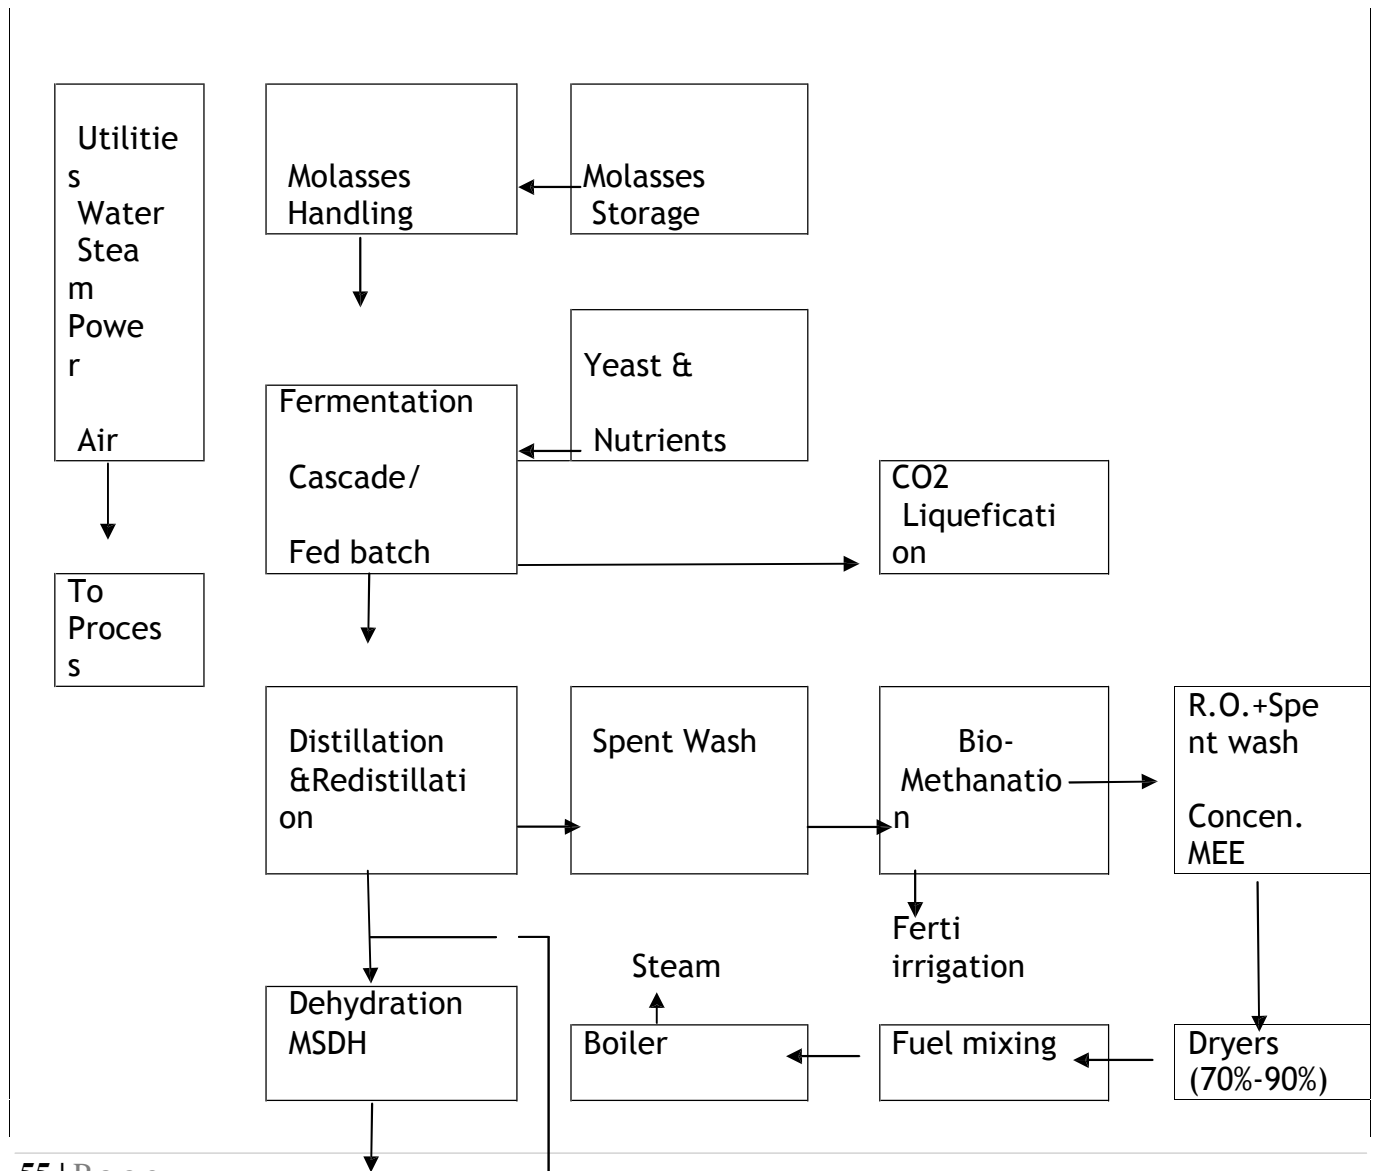 Utilitie
s
Water
Stea
m
Powe
r
Air
To
Proces
s
Molasses
Handling
Molasses
Storage
Yeast &
Nutrients
Fermentation
Cascade/
Fed batch
CO2
Liqueficati
on
Distillation
&Redistillati
on
Spent Wash
Bio-
Methanatio
n
R.O.+Spe
nt wash
Concen.
MEE
Ferti
irrigation
Steam
Dehydration
MSDH
Boiler
Fuel mixing
Dryers
(70%-90%)
55 |